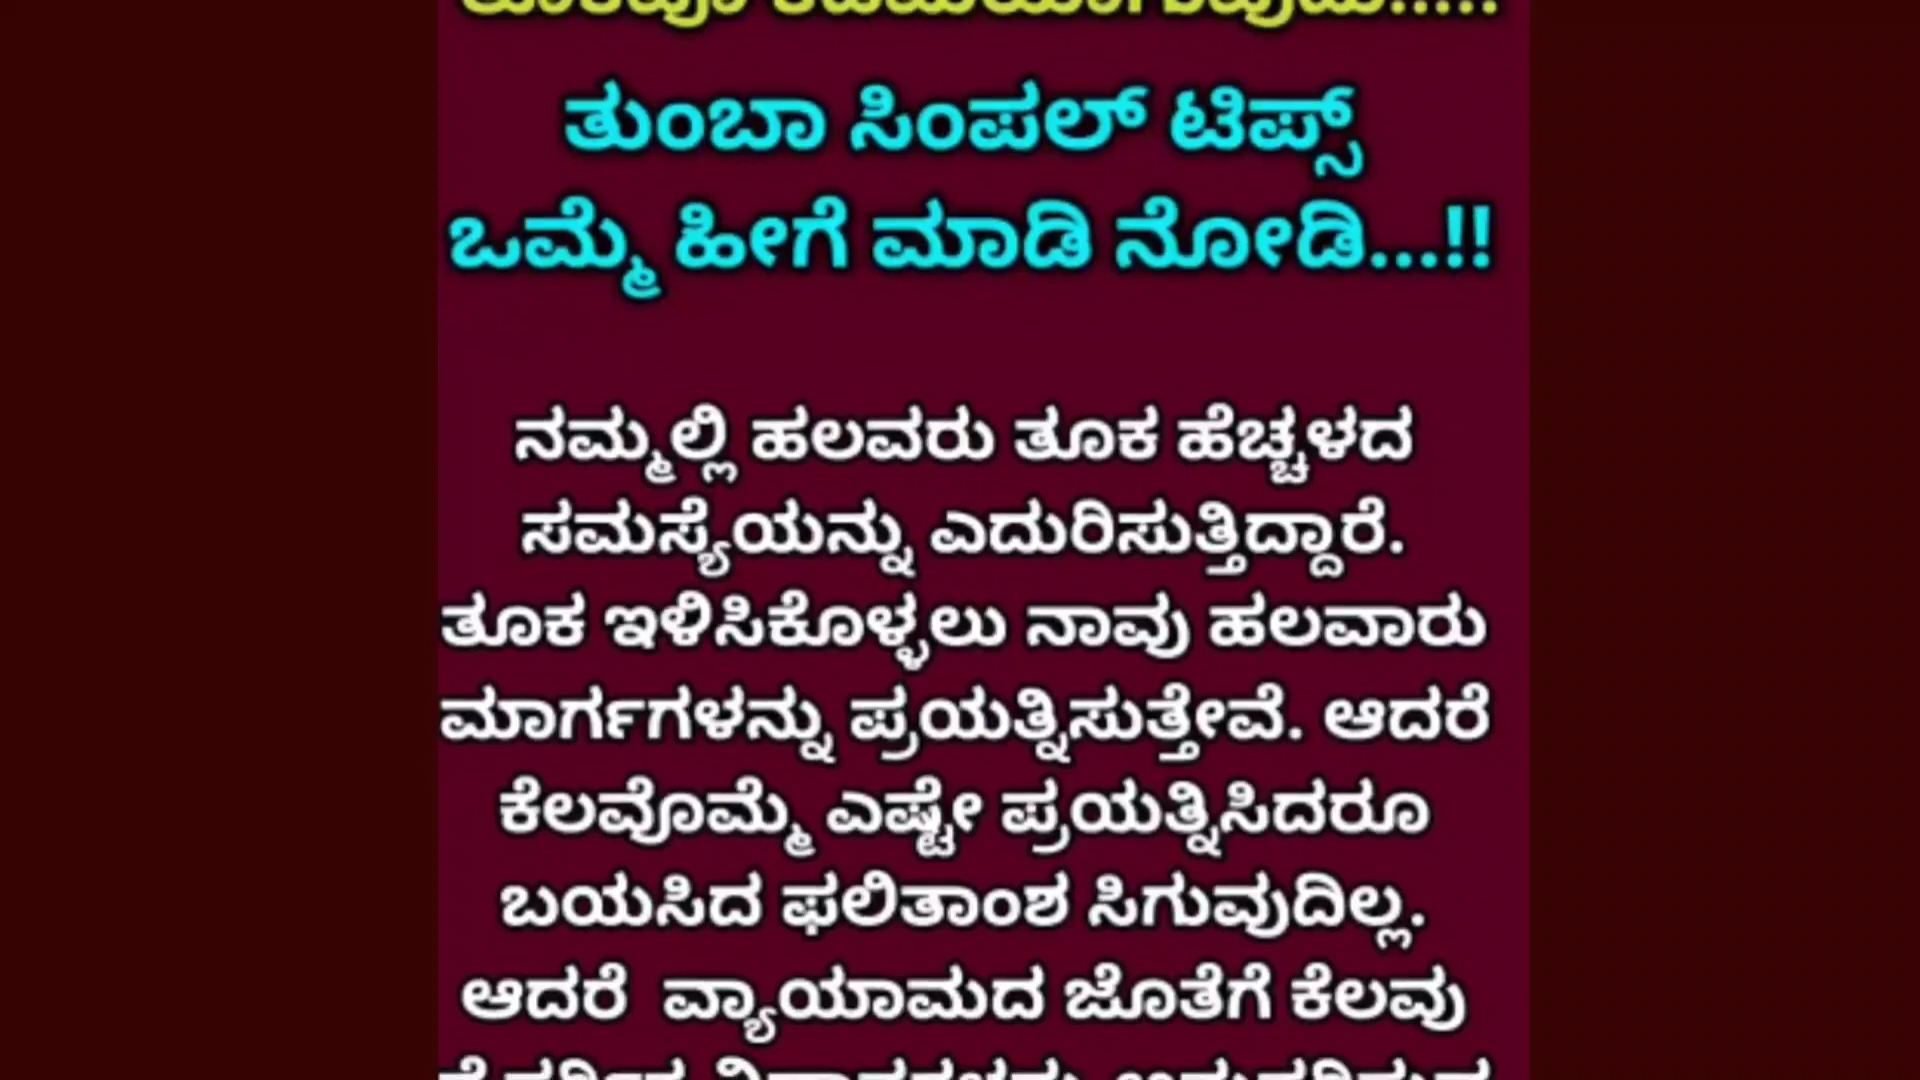 ತುಂಬಾ ಸಿಂಪಲ್ ಟಿಪ್ಸ್
ಒಮ್ಮೆ ಹೀಗೆ ಮಾಡಿ ನೋಡಿ...!!
ನಮ್ಮಲ್ಲಿ ಹಲವರು ತೂಕ ಹೆಚ್ಚಳದ
ಸಮಸ್ಯೆಯನ್ನು ಎದುರಿಸುತ್ತಿದ್ದಾರೆ.
ತೂಕ ಇಳಿಸಿಕೊಳ್ಳಲು ನಾವು ಹಲವಾರು
ಮಾರ್ಗಗಳನ್ನು ಪ್ರಯತ್ನಿಸುತ್ತೇವೆ. ಆದರೆ
ಕೆಲವೊಮ್ಮೆ ಎಷ್ಟೇ ಪ್ರಯತ್ನಿಸಿದರೂ
ಬಯಸಿದ ಫಲಿತಾಂಶ ಸಿಗುವುದಿಲ್ಲ.
ಆದರೆ ವ್ಯಾಯಾಮದ ಜೊತೆಗೆ ಕೆಲವು